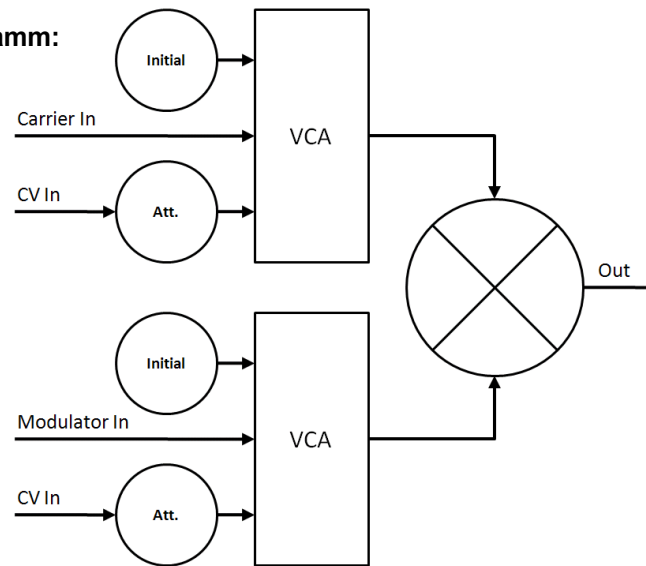 amm:
Initial
Carrier In
VCA
CV In
Att.
Out
Initial
Modulator In
VCA
CV In
Att.